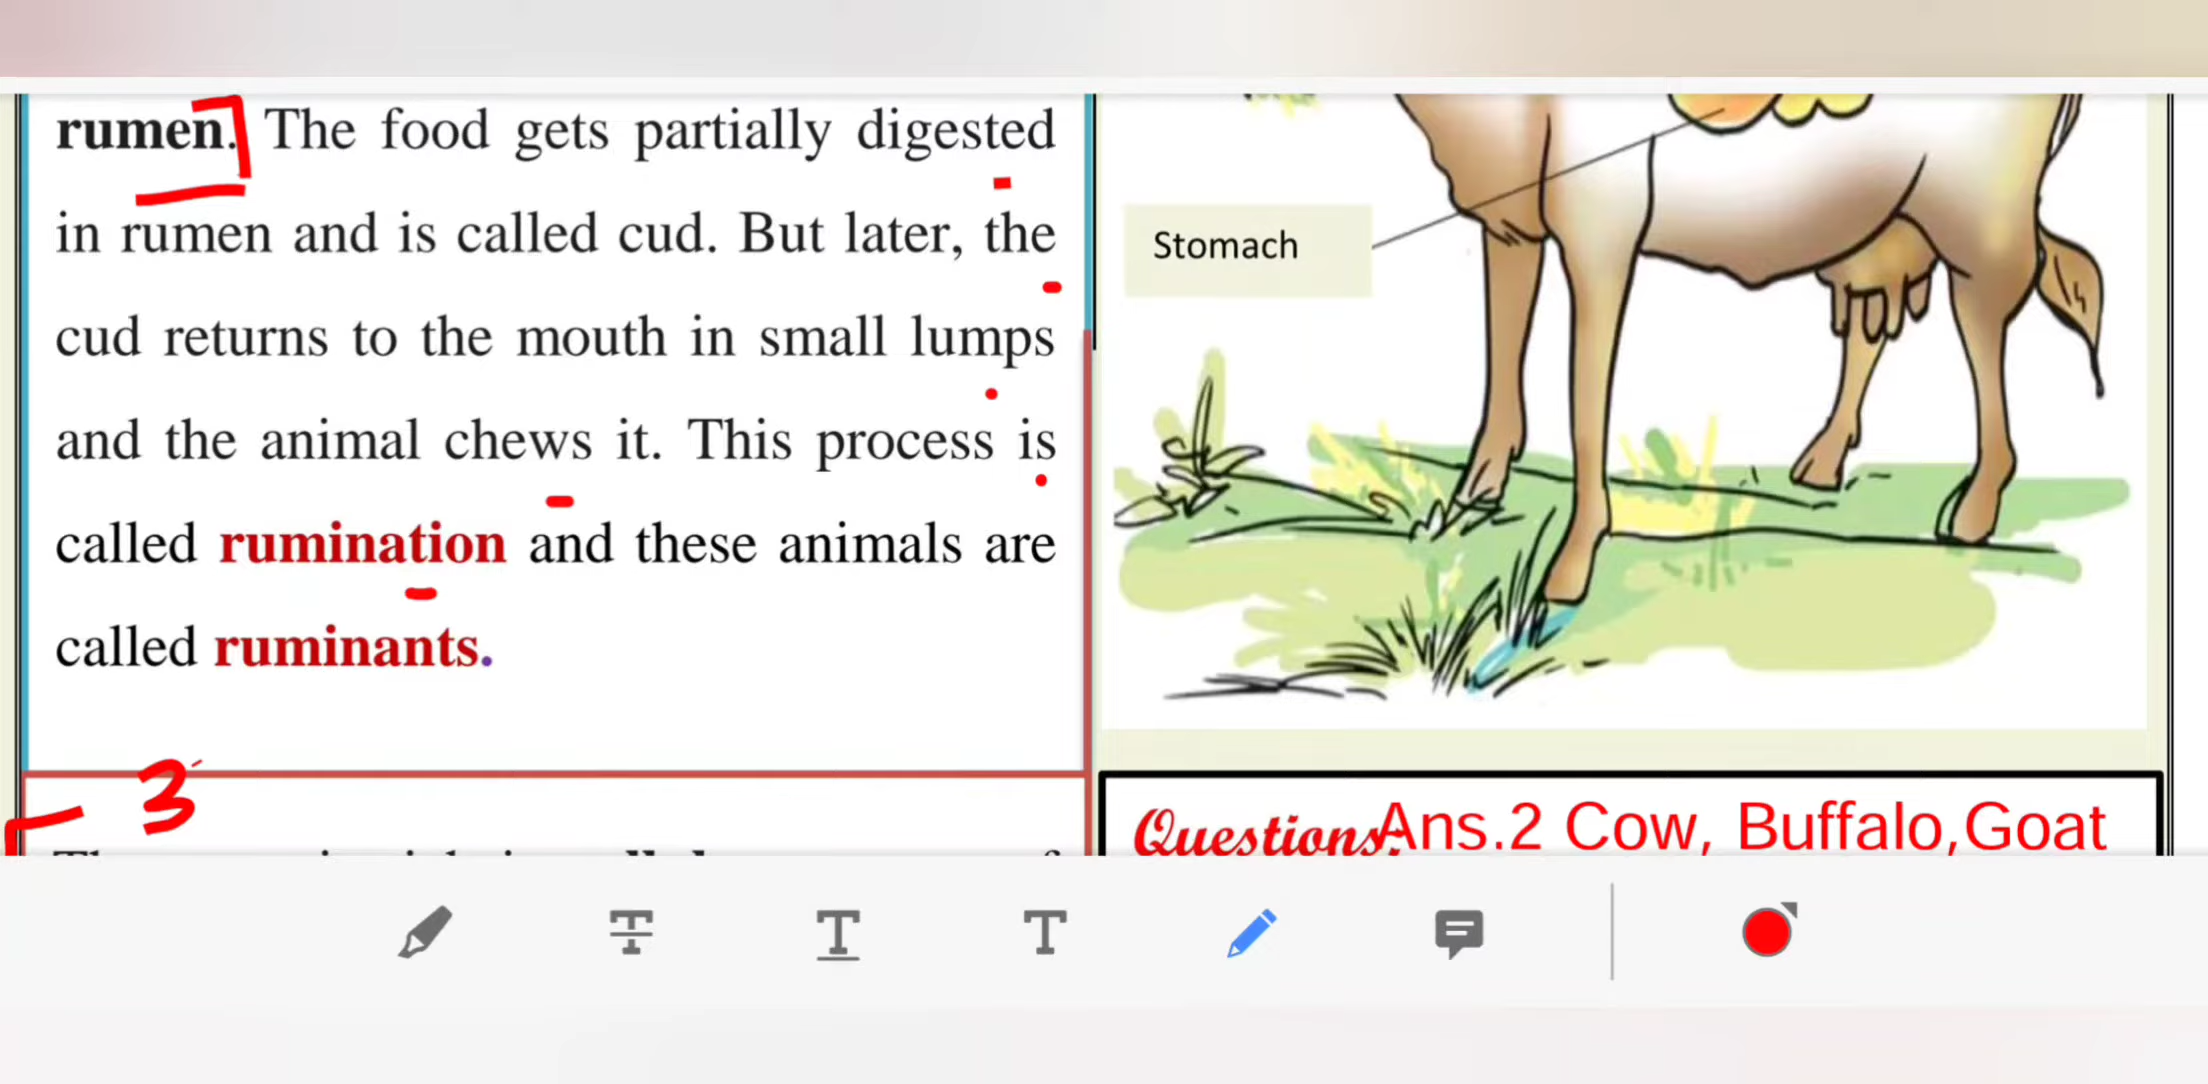 rumen. The food gets partially digested
in rumen and is called cud. But later, the
cud returns to the mouth in small lumps
and the animal chews it. This process is
called rumination and these animals are
called ruminants.
3
Stomach
Questions:
Ans.2 Cow, Buffalo,Goat